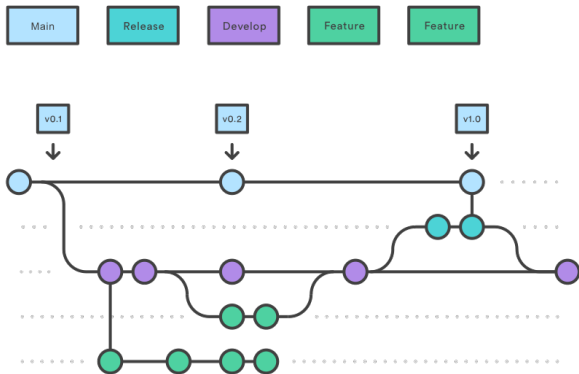 Main
Release
Develop
Feature
Feature
v0.1
v0.2
v1.0